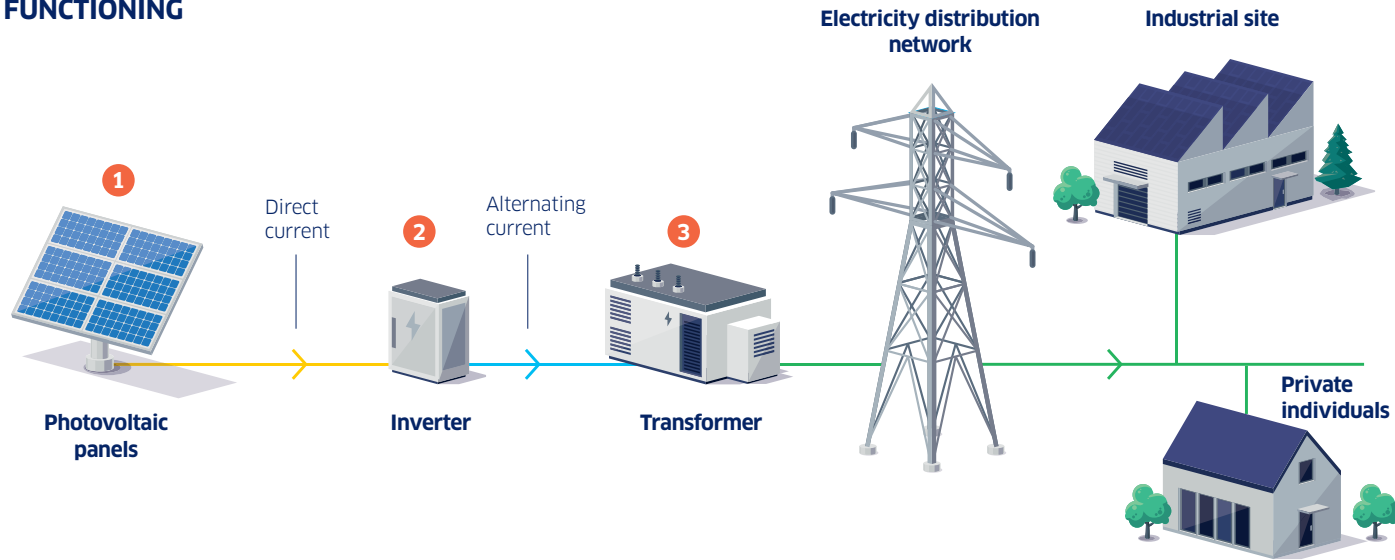 FUNCTIONING
Electricity distribution
network
Industrial site
1
Direct
current
2
Alternating
current
3
Photovoltaic
panels
Inverter
Transformer
Private
individuals